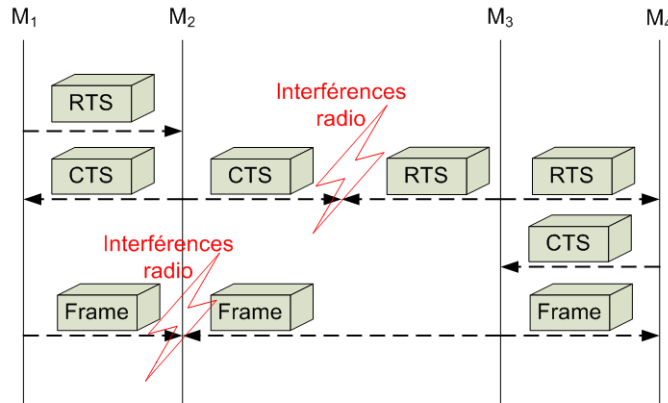 M1 M2 M3 M4
RTS
Interférences
radio
CTS CTS RTS RTS
Interférences
radio
CTS
Frame Frame Frame